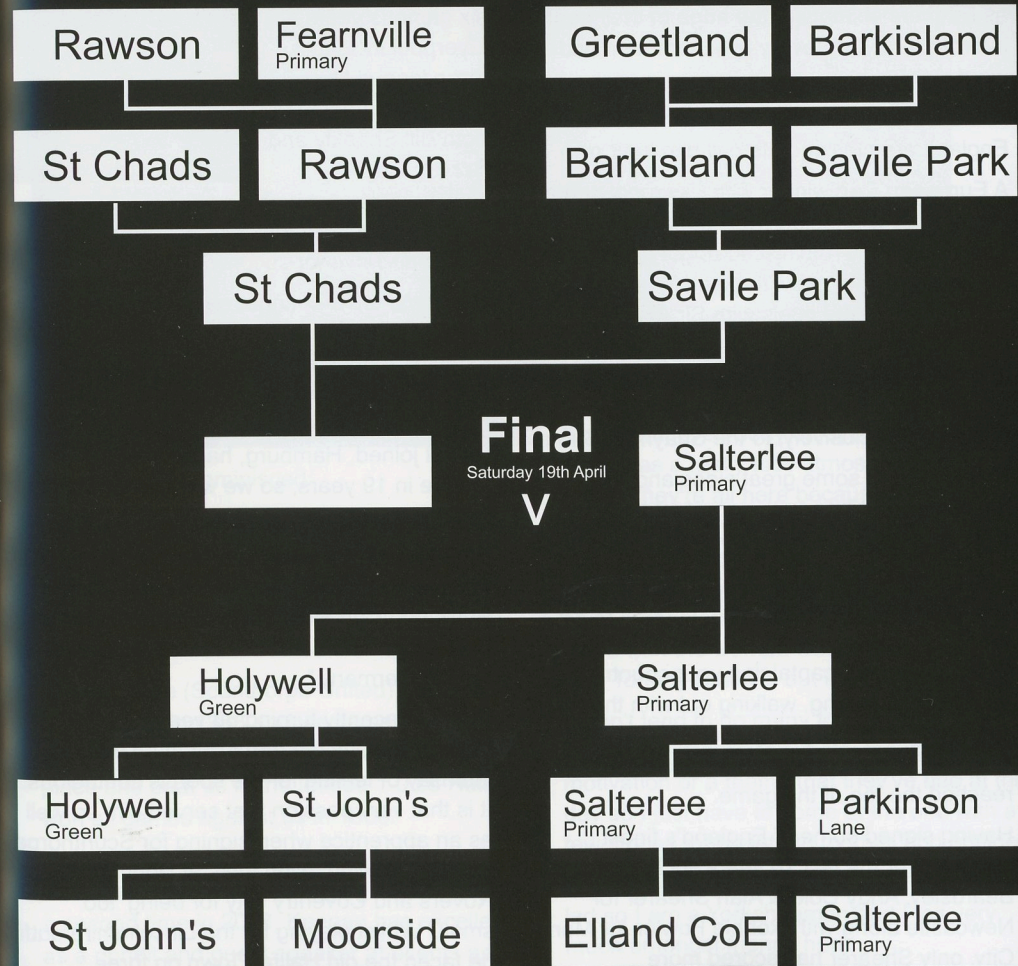 Rawson
Fearnville
Primary
Greetland
Barkisland
St Chads
Rawson
Barkisland
Savile Park
St Chads
Savile Park
Final
Saturday 19th April
V
Salterlee
Primary
Holywell
Green
Salterlee
Primary
Holywell
Green
St John's
Salterlee
Primary
Parkinson
Lane
St John's
Moorside
Elland CoE
Salterlee
Primary